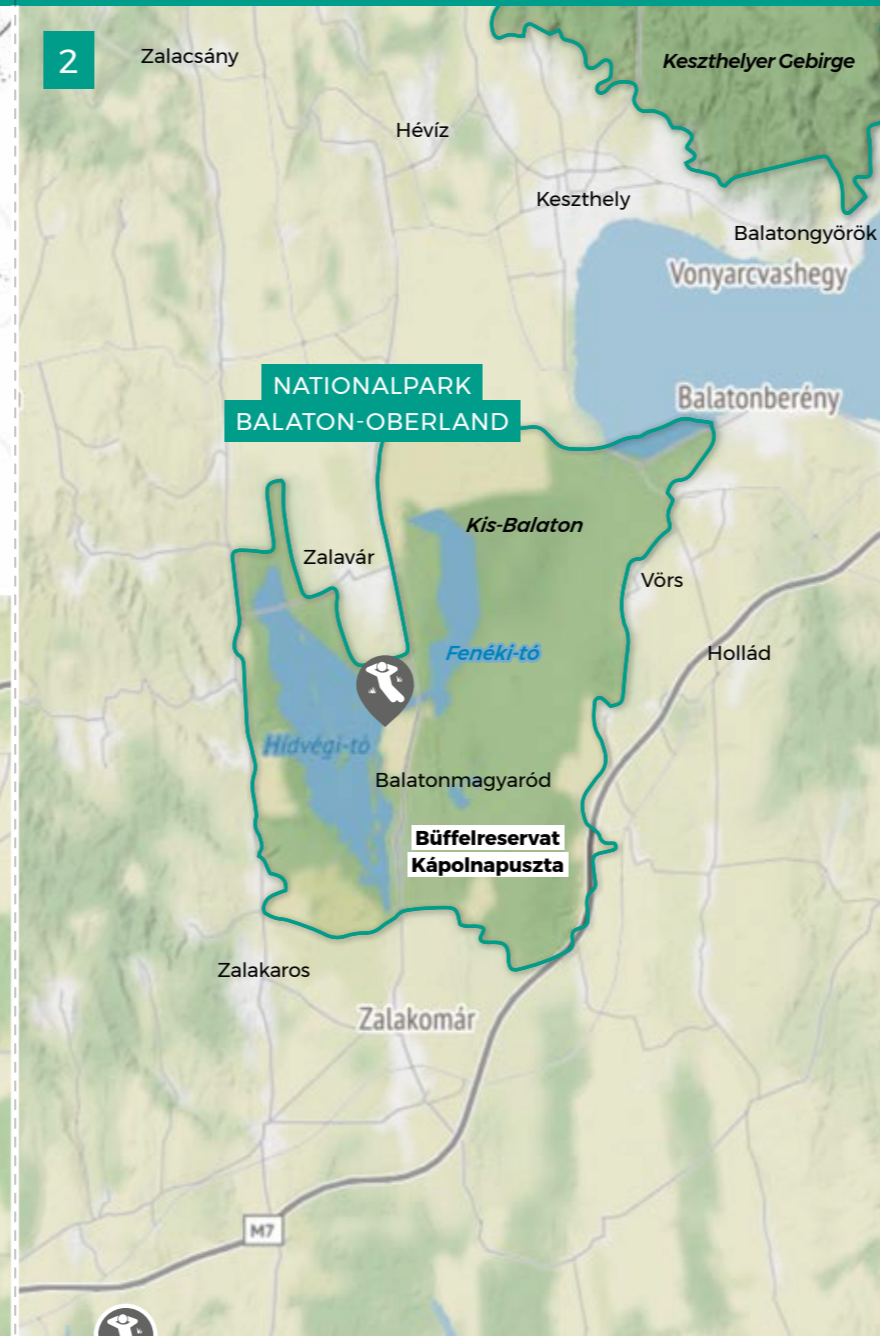 2
Zalacsány
Keszthelyer Gebirge
Hévíz
Keszthely
Balatongyörök
Vonyarcvashegy
NATIONALPARK
BALATON-OBERLAND
Balatonberény
Kis-Balaton
Zalavár
Vörs
Fenéki-tó
Hollád
Hídvégi-tó
Balatonmagyaród
Büffelreservat
Kápolnapuszta
Zalakaros
Zalakomár
M7